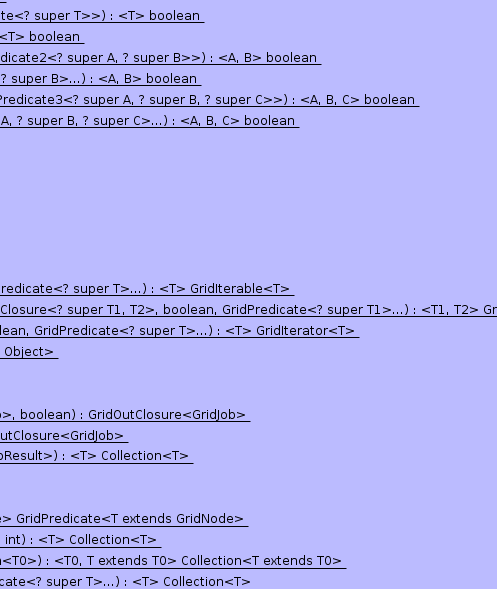 te<? super T>>) : <T> boolean
<T> boolean
dicate2<? super A, ? super B>>) : <A, B> boolean
? super B>...) : <A, B> boolean
Predicate3<? super A, ? super B, ? super C>>) : <A, B, C> boolean
A, ? super B, ? super C>...) : <A, B, C> boolean
redicate<? super T>...) : <T> GridIterable<T>
Closure<? super T1, T2>, boolean, GridPredicate<? super T1>...) : <T1, T2> Gr
lean, GridPredicate<? super T>...) : <T> GridIterator<T>
Object>
>, boolean) : GridOutClosure<GridJob>
utClosure<GridJob>
bResult>) : <T> Collection<T>
> GridPredicate<T extends GridNode>
int) : <T> Collection<T>
<T0>) : <T0, T extends T0> Collection<T extends T0>
cate<? super T>...) : <T> Collection<T>